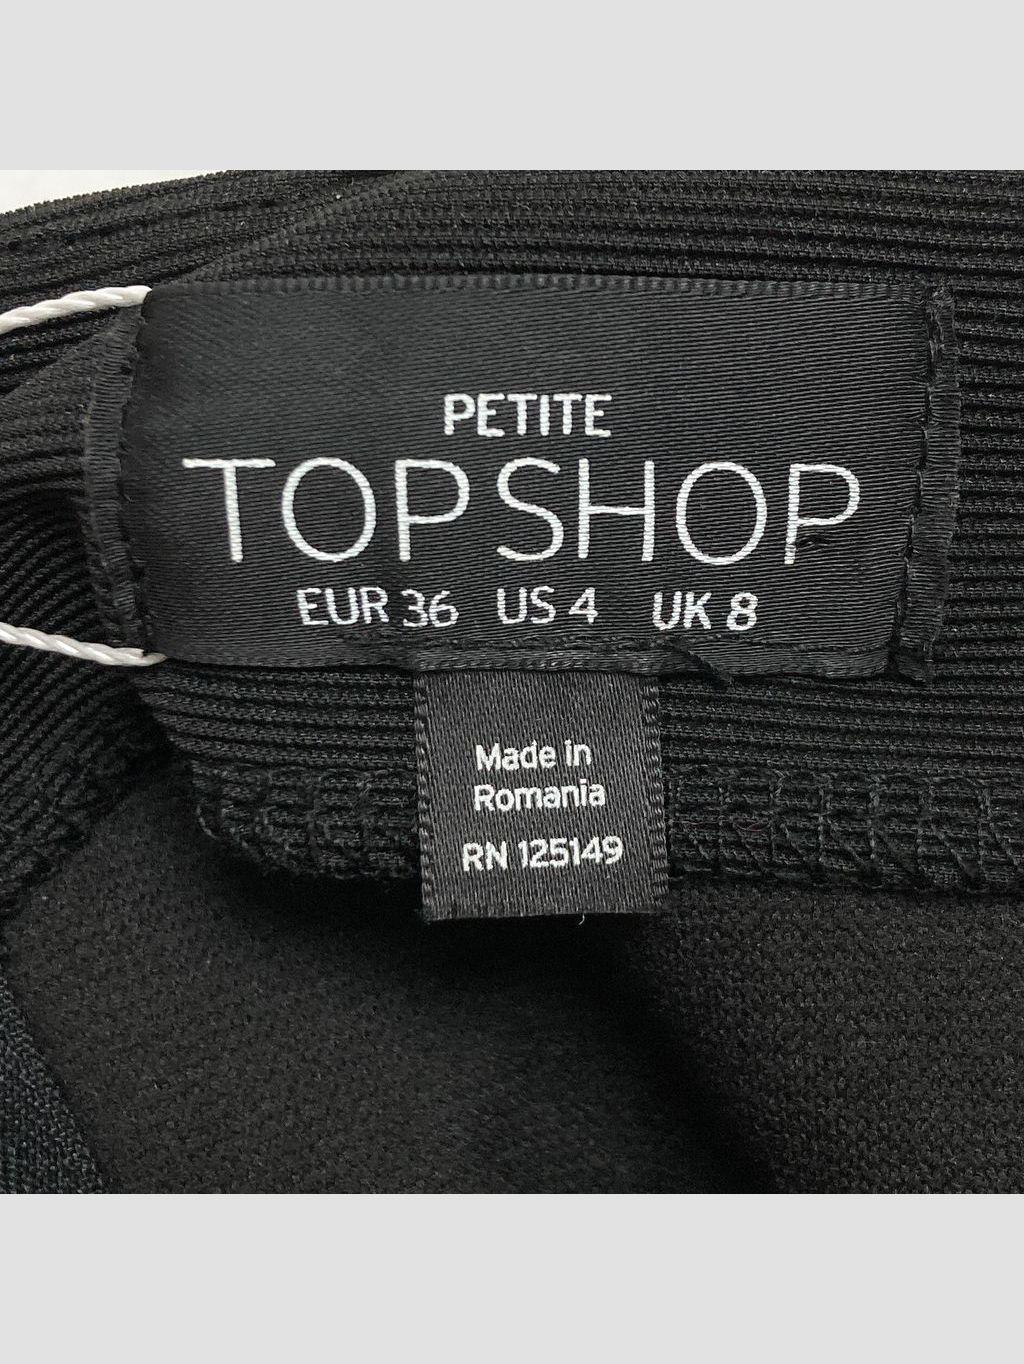 PETITE
TOPSHOP
EUR 36 US 4 UK 8
Made in
Romania
RN 125149